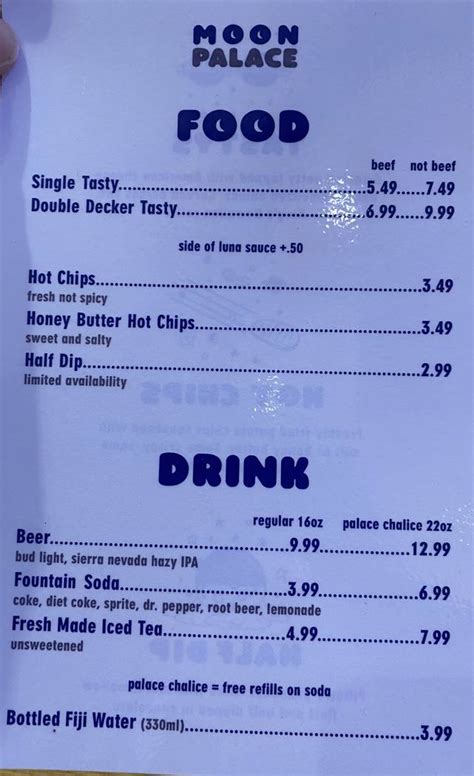 MOON
PALACE
FOOD
beef not beef
Single Tasty..................................................5.49......7.49
Double Decker Tasty....................................6.99......9.99
side of luna sauce +.50
Hot Chips..................................................................3.49
fresh not spicy
Honey Butter Hot Chips.............................................3.49
sweet and salty
Half Dip....................................................................2.99
limited availability
DRINK
regular 16oz palace chalice 22oz
Beer...............................................9.99..................12.99
bud light, sierra nevada hazy IPA
Fountain Soda................................3.99...................6.99
coke, diet coke, sprite, dr. pepper, root beer, lemonade
Fresh Made Iced Tea.......................4.99...................7.99
unsweetened
palace chalice = free refills on soda
Bottled Fiji Water (330ml)..........................................3.99